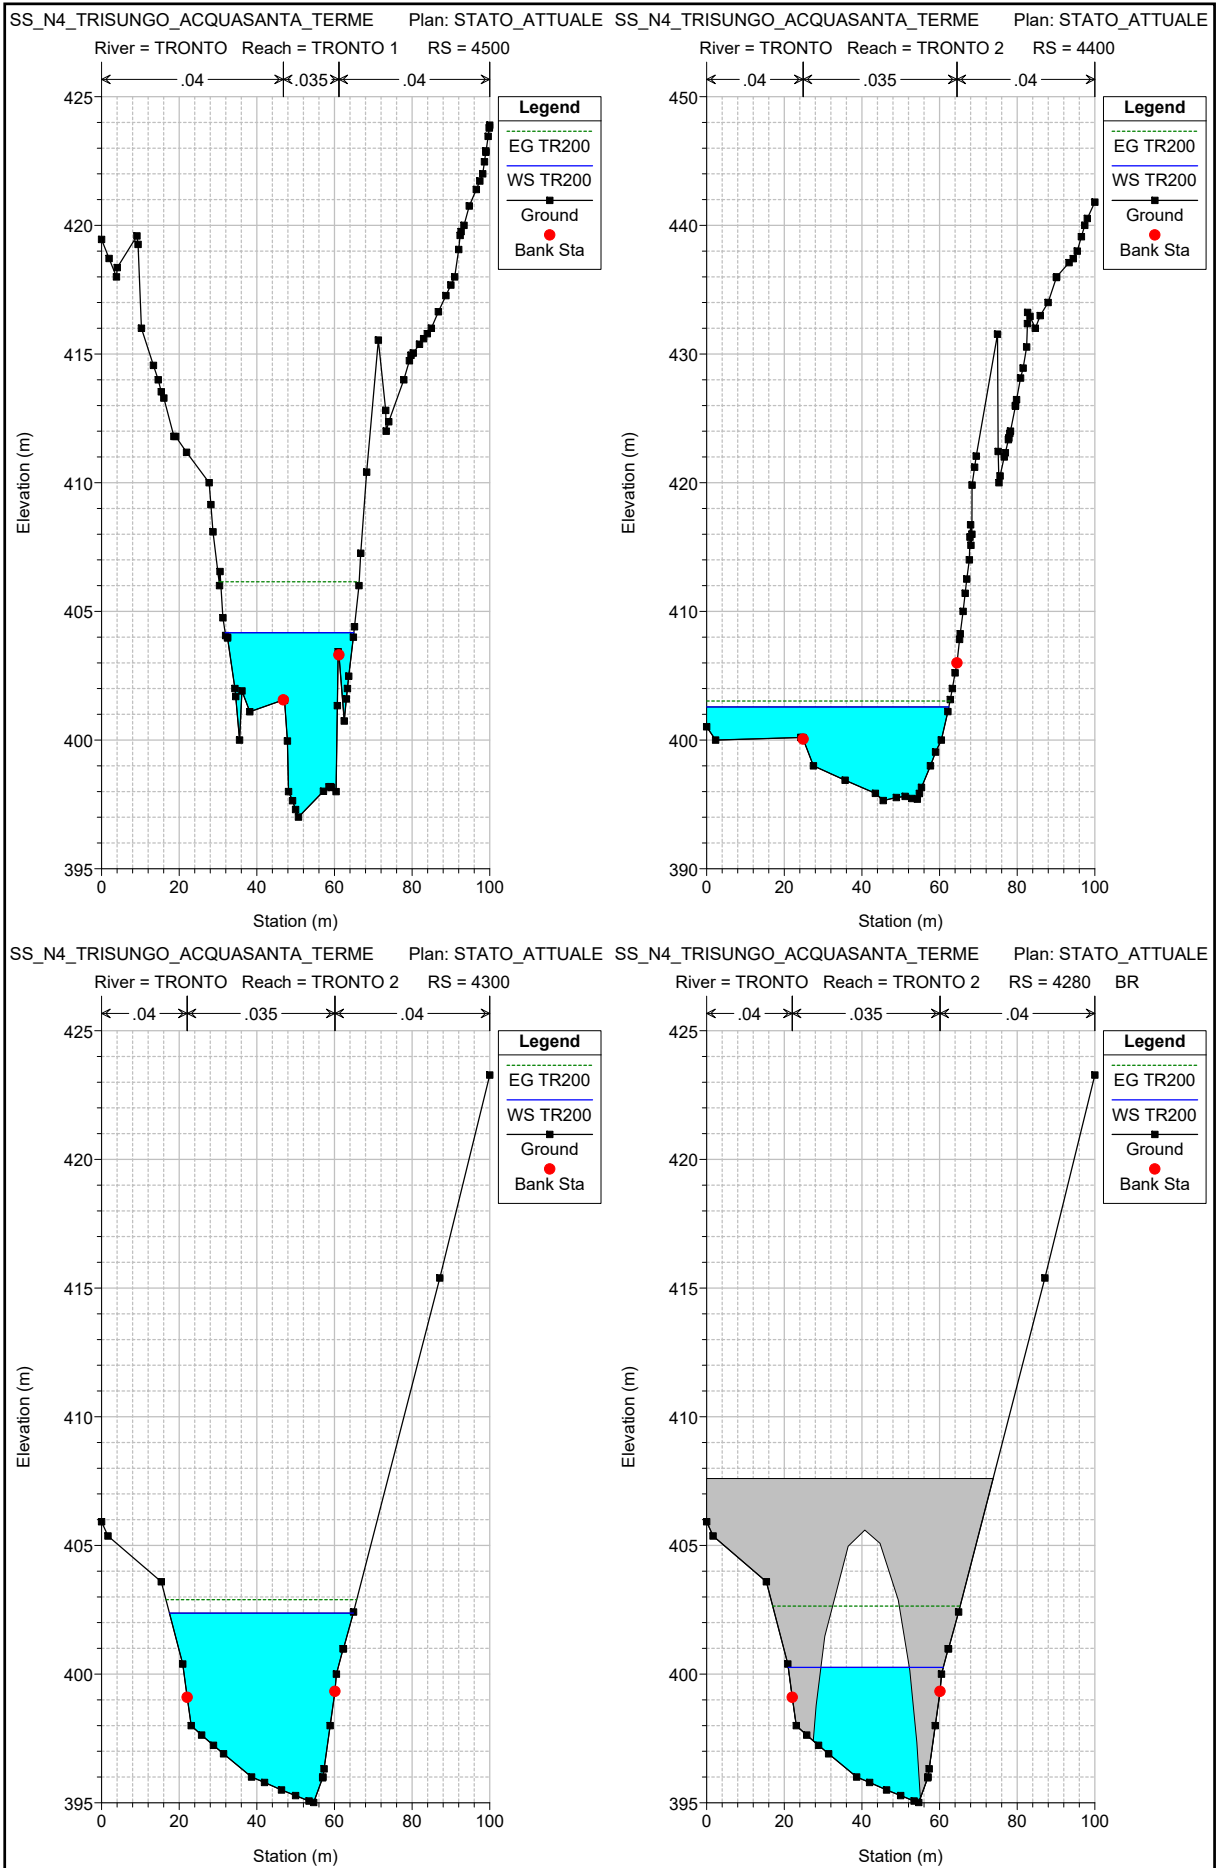 SS_N4_TRISUNGO_ACQUASANTA_TERME Plan: STATO_ATTUALE
River = TRONTO Reach = TRONTO 1 RS = 4500
.04 .035 .04
Legend
EG TR200
WS TR200
Ground
Bank Sta
425
420
415
410
405
400
395
Elevation (m)
0 20 40 60 80 100
Station (m)
SS_N4_TRISUNGO_ACQUASANTA_TERME Plan: STATO_ATTUALE
River = TRONTO Reach = TRONTO 2 RS = 4400
.04 .035 .04
Legend
EG TR200
WS TR200
Ground
Bank Sta
450
440
430
420
410
400
390
Elevation (m)
0 20 40 60 80 100
Station (m)
SS_N4_TRISUNGO_ACQUASANTA_TERME Plan: STATO_ATTUALE
River = TRONTO Reach = TRONTO 2 RS = 4300
.04 .035 .04
Legend
EG TR200
WS TR200
Ground
Bank Sta
425
420
415
410
405
400
395
Elevation (m)
0 20 40 60 80 100
Station (m)
SS_N4_TRISUNGO_ACQUASANTA_TERME Plan: STATO_ATTUALE
River = TRONTO Reach = TRONTO 2 RS = 4280 BR
.04 .035 .04
Legend
EG TR200
WS TR200
Ground
Bank Sta
425
420
415
410
405
400
395
Elevation (m)
0 20 40 60 80 100
Station (m)